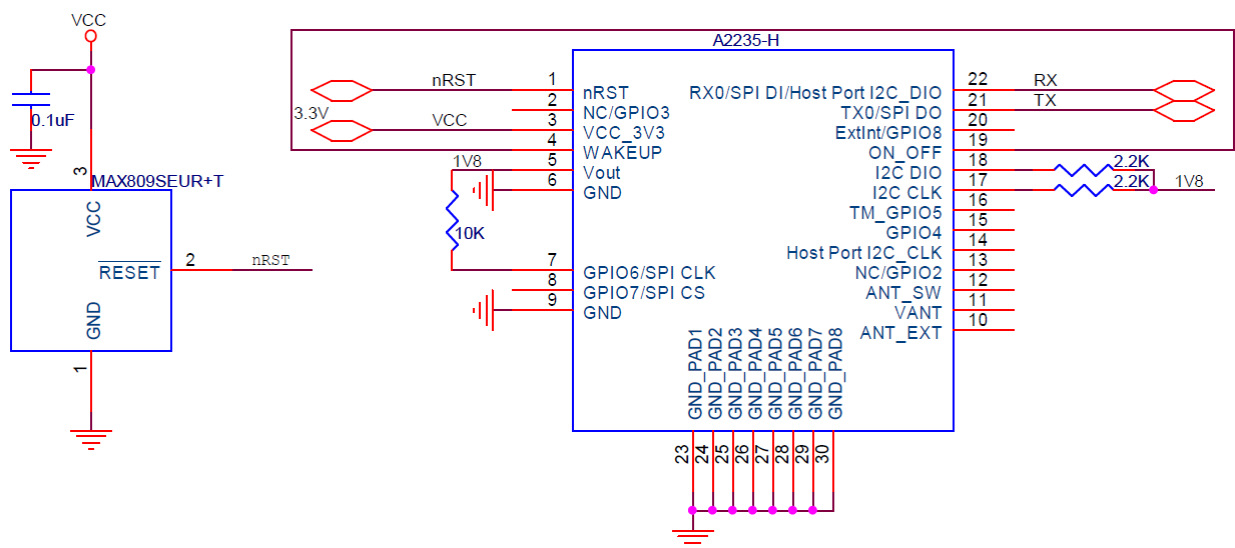 VCC
0.1uF
3
MAX809SEUR+T
VCC
RESET
2
nRST
GND
1
A2235-H
nRST
1
nRST
2
NC/GPIO3
3.3V
VCC
3
VCC_3V3
4
WAKEUP
1V8
5
Vout
6
GND
10K
7
GPIO6/SPI CLK
8
GPIO7/SPI CS
9
GND
RX0/SPI DI/Host Port I2C_DIO
22
RX
TX0/SPI DO
21
TX
ExtInt/GPIO8
20
ON_OFF
19
I2C DIO
18
2.2K
I2C CLK
17
2.2K
1V8
TM_GPIO5
16
GPIO4
15
Host Port I2C_CLK
14
NC/GPIO2
13
ANT_SW
12
VANT
11
ANT_EXT
10
GND_PAD1
GND_PAD2
GND_PAD3
GND_PAD4
GND_PAD5
GND_PAD6
GND_PAD7
GND_PAD8
23
24
25
26
27
28
29
30